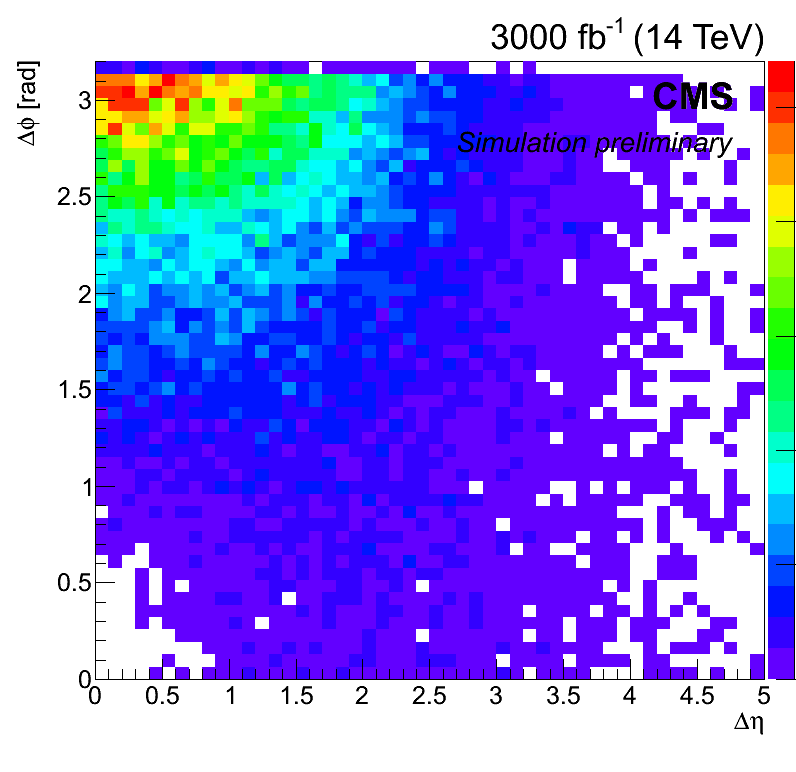 3000 fb⁻¹ (14 TeV)
CMS
Simulation preliminary
Δφ [rad]
3
2.5
2
1.5
1
0.5
0
0 0.5 1 1.5 2 2.5 3 3.5 4 4.5 5
Δη